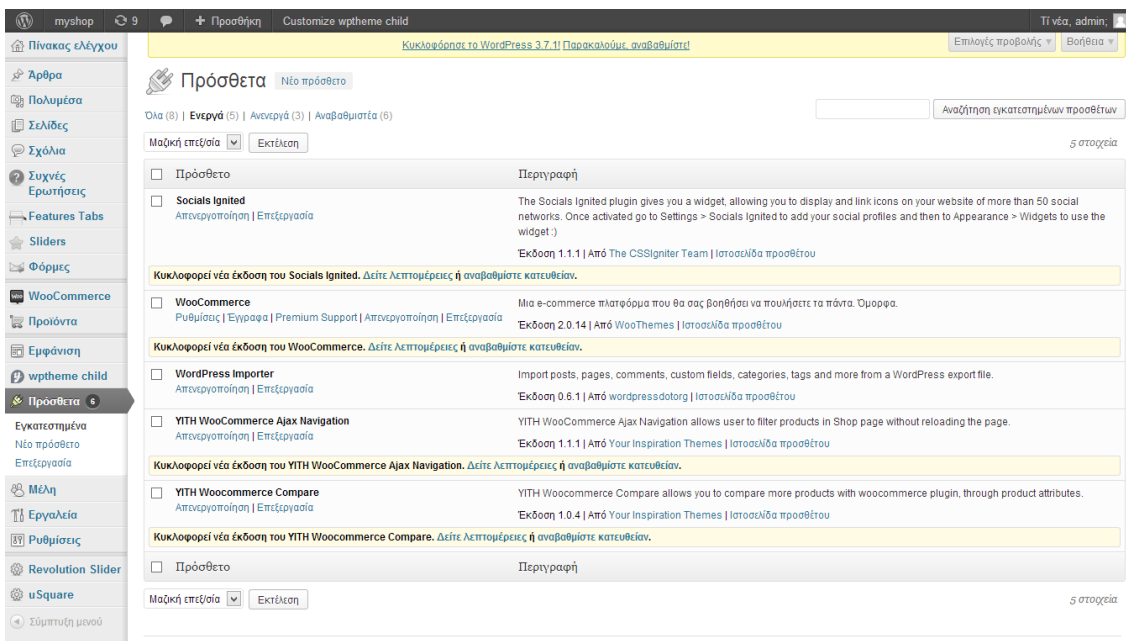 myshop 9 + Προσθήκη Customize wptheme child Τί νέα, admin;
Πίνακας ελέγχου
Άρθρα
Πολυμέσα
Σελίδες
Σχόλια
Συχνές
Ερωτήσεις
Features Tabs
Sliders
Φόρμες
WooCommerce
Προϊόντα
Εμφάνιση
wptheme child
Πρόσθετα 6
Εγκατεστημένα
Νέο πρόσθετο
Επεξεργασία
Μέλη
Εργαλεία
Ρυθμίσεις
Revolution Slider
uSquare
Σύμπτυξη μενού
Κυκλοφόρησε το WordPress 3.7.1! Παρακαλούμε, αναβαθμίστε!
Επιλογές προβολής Βοήθεια
Πρόσθετα Νέο πρόσθετο
Όλα (8) | Ενεργά (5) | Ανενεργά (3) | Αναβαθμιστέα (6)
Αναζήτηση εγκατεστημένων προσθέτων
Μαζική επεξ/σία Εκτέλεση 5 στοιχεία
Πρόσθετο Περιγραφή
Socials Ignited
Απενεργοποίηση | Επεξεργασία
The Socials Ignited plugin gives you a widget, allowing you to display and link icons on your website of more than 50 social
networks. Once activated go to Settings > Socials Ignited to add your social profiles and then to Appearance > Widgets to use the
widget :)
Έκδοση 1.1.1 | Από The CSSIgniter Team | Ιστοσελίδα προσθέτου
Κυκλοφορεί νέα έκδοση του Socials Ignited. Δείτε λεπτομέρειες ή αναβαθμίστε κατευθείαν.
WooCommerce
Ρυθμίσεις | Έγγραφα | Premium Support | Απενεργοποίηση | Επεξεργασία
Μια e-commerce πλατφόρμα που θα σας βοηθήσει να πουλήσετε τα πάντα. Όμορφα.
Έκδοση 2.0.14 | Από WooThemes | Ιστοσελίδα προσθέτου
Κυκλοφορεί νέα έκδοση του WooCommerce. Δείτε λεπτομέρειες ή αναβαθμίστε κατευθείαν.
WordPress Importer
Απενεργοποίηση | Επεξεργασία
Import posts, pages, comments, custom fields, categories, tags and more from a WordPress export file.
Έκδοση 0.6.1 | Από wordpressdotorg | Ιστοσελίδα προσθέτου
YITH WooCommerce Ajax Navigation
Απενεργοποίηση | Επεξεργασία
YITH WooCommerce Ajax Navigation allows user to filter products in Shop page without reloading the page.
Έκδοση 1.1.1 | Από Your Inspiration Themes | Ιστοσελίδα προσθέτου
Κυκλοφορεί νέα έκδοση του YITH WooCommerce Ajax Navigation. Δείτε λεπτομέρειες ή αναβαθμίστε κατευθείαν.
YITH Woocommerce Compare
Απενεργοποίηση | Επεξεργασία
YITH Woocommerce Compare allows you to compare more products with woocommerce plugin, through product attributes.
Έκδοση 1.0.4 | Από Your Inspiration Themes | Ιστοσελίδα προσθέτου
Κυκλοφορεί νέα έκδοση του YITH Woocommerce Compare. Δείτε λεπτομέρειες ή αναβαθμίστε κατευθείαν.
Πρόσθετο Περιγραφή
Μαζική επεξ/σία Εκτέλεση 5 στοιχεία